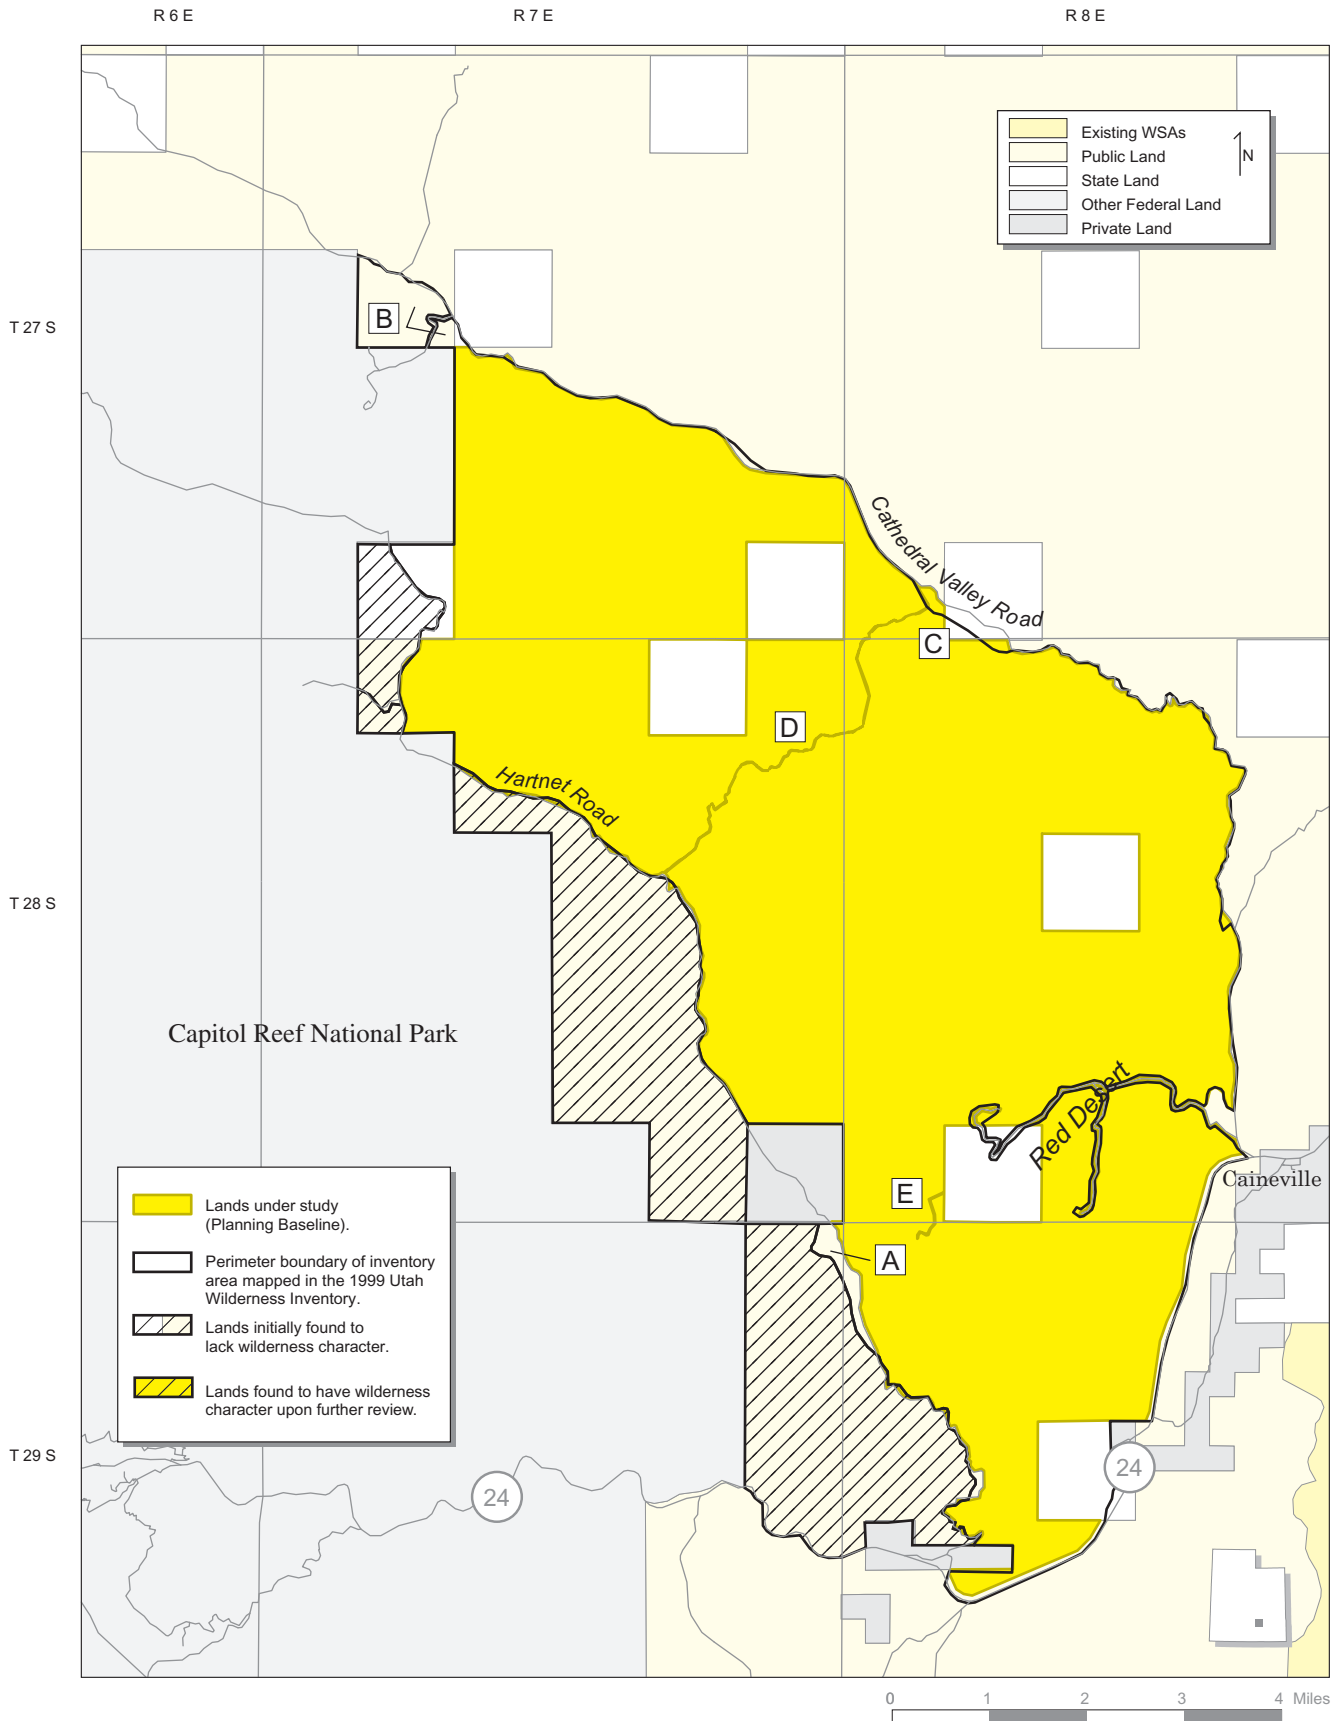 R 6 E
R 7 E
R 8 E
Existing WSAs
Public Land
State Land
Other Federal Land
Private Land
N
T 27 S
B
Cathedral Valley Road
C
D
Hartnet Road
T 28 S
Capitol Reef National Park
Red Desert
Caineville
E
A
Lands under study
(Planning Baseline).
Perimeter boundary of inventory
area mapped in the 1999 Utah
Wilderness Inventory.
Lands initially found to
lack wilderness character.
Lands found to have wilderness
character upon further review.
T 29 S
24
24
0 1 2 3 4 Miles